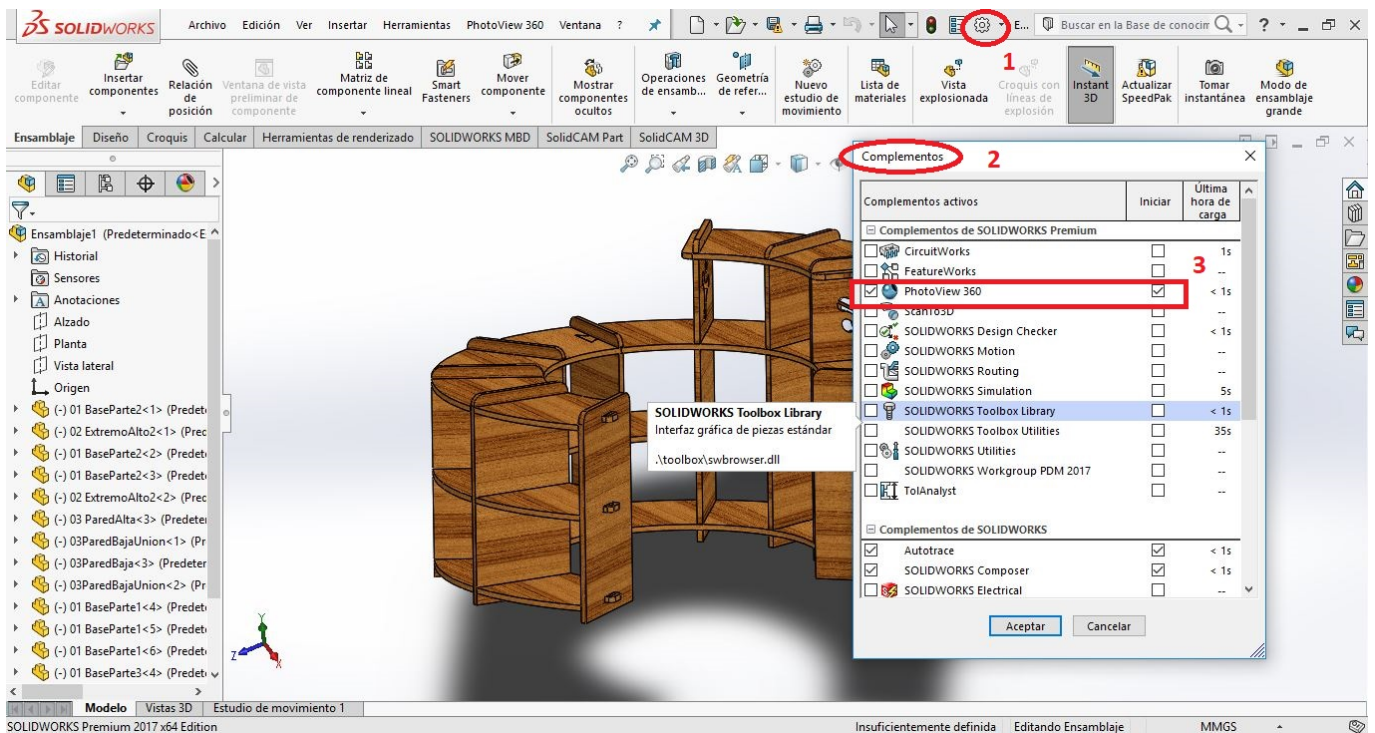 SOLIDWORKS
Archivo Edición Ver Insertar Herramientas PhotoView 360 Ventana ?
E...
Buscar en la Base de conocin
?
1
Editar componente
Insertar componentes
Relación de posición
Ventana de vista preliminar de componente
Matriz de componente lineal
Smart Fasteners
Mover componente
Mostrar componentes ocultos
Operaciones de ensamb...
Geometría de refer...
Nuevo estudio de movimiento
Lista de materiales
Vista explosionada
Croquis con líneas de explosión
Instant 3D
Actualizar SpeedPak
Tomar instantánea
Modo de ensamblaje grande
Ensamblaje Diseño Croquis Calcular Herramientas de renderizado SOLIDWORKS MBD SolidCAM Part SolidCAM 3D
Ensamblaje1 (Predeterminado<E
Historial
Sensores
Anotaciones
Alzado
Planta
Vista lateral
Origen
(-) 01 BaseParte2<1> (Predet
(-) 02 ExtremoAlto2<1> (Prec
(-) 01 BaseParte2<2> (Predet
(-) 01 BaseParte2<3> (Predet
(-) 02 ExtremoAlto2<2> (Prec
(-) 03 ParedAlta<3> (Predeter
(-) 03ParedBajaUnion<1> (Pr
(-) 03ParedBaja<3> (Predeter
(-) 03ParedBajaUnion<2> (Pr
(-) 01 BaseParte1<4> (Predet
(-) 01 BaseParte1<5> (Predet
(-) 01 BaseParte1<6> (Predet
(-) 01 BaseParte3<4> (Predet
Y
Z
X
SOLIDWORKS Toolbox Library
Interfaz gráfica de piezas estándar
.\toolbox\swbrowser.dll
Complementos
2
Complementos activos Iniciar Última hora de carga
Complementos de SOLIDWORKS Premium
CircuitWorks 1s
FeatureWorks --
3
PhotoView 360 < 1s
ScanTo3D --
SOLIDWORKS Design Checker < 1s
SOLIDWORKS Motion --
SOLIDWORKS Routing --
SOLIDWORKS Simulation 5s
SOLIDWORKS Toolbox Library < 1s
SOLIDWORKS Toolbox Utilities 35s
SOLIDWORKS Utilities --
SOLIDWORKS Workgroup PDM 2017 --
TolAnalyst --
Complementos de SOLIDWORKS
Autotrace < 1s
SOLIDWORKS Composer < 1s
SOLIDWORKS Electrical --
Aceptar Cancelar
Modelo Vistas 3D Estudio de movimiento 1
SOLIDWORKS Premium 2017 x64 Edition
Insuficientemente definida Editando Ensamblaje MMGS